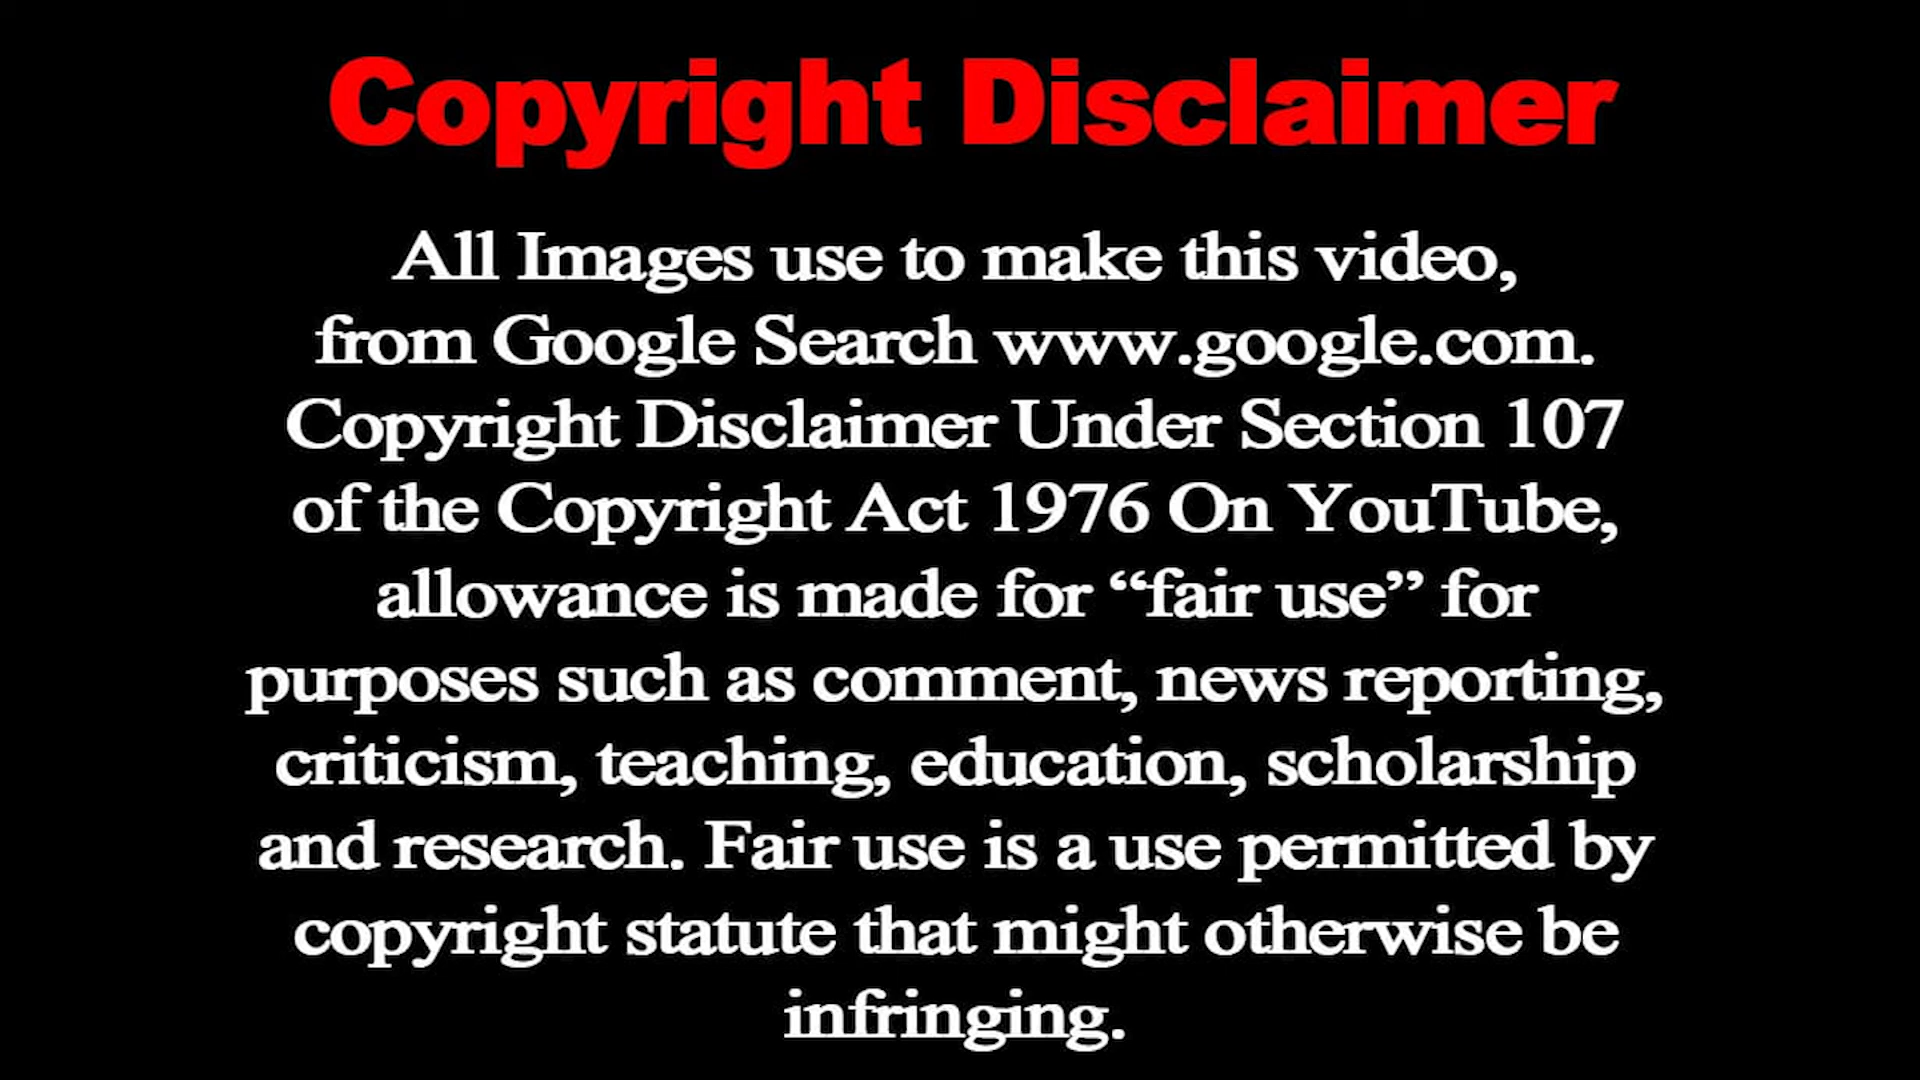 Copyright Disclaimer
All Images use to make this video,
from Google Search www.google.com.
Copyright Disclaimer Under Section 107
of the Copyright Act 1976 On YouTube,
allowance is made for “fair use” for
purposes such as comment, news reporting,
criticism, teaching, education, scholarship
and research. Fair use is a use permitted by
copyright statute that might otherwise be
infringing.